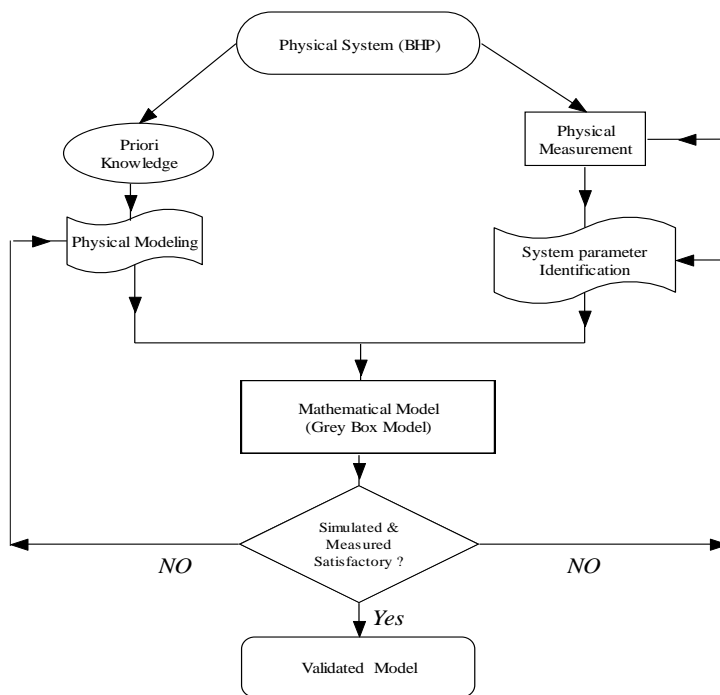 Physical System (BHP)
Priori
Knowledge
Physical
Measurement
Physical Modeling
System parameter
Identification
Mathematical Model
(Grey Box Model)
Simulated &
Measured
Satisfactory ?
NO
NO
Yes
Validated Model